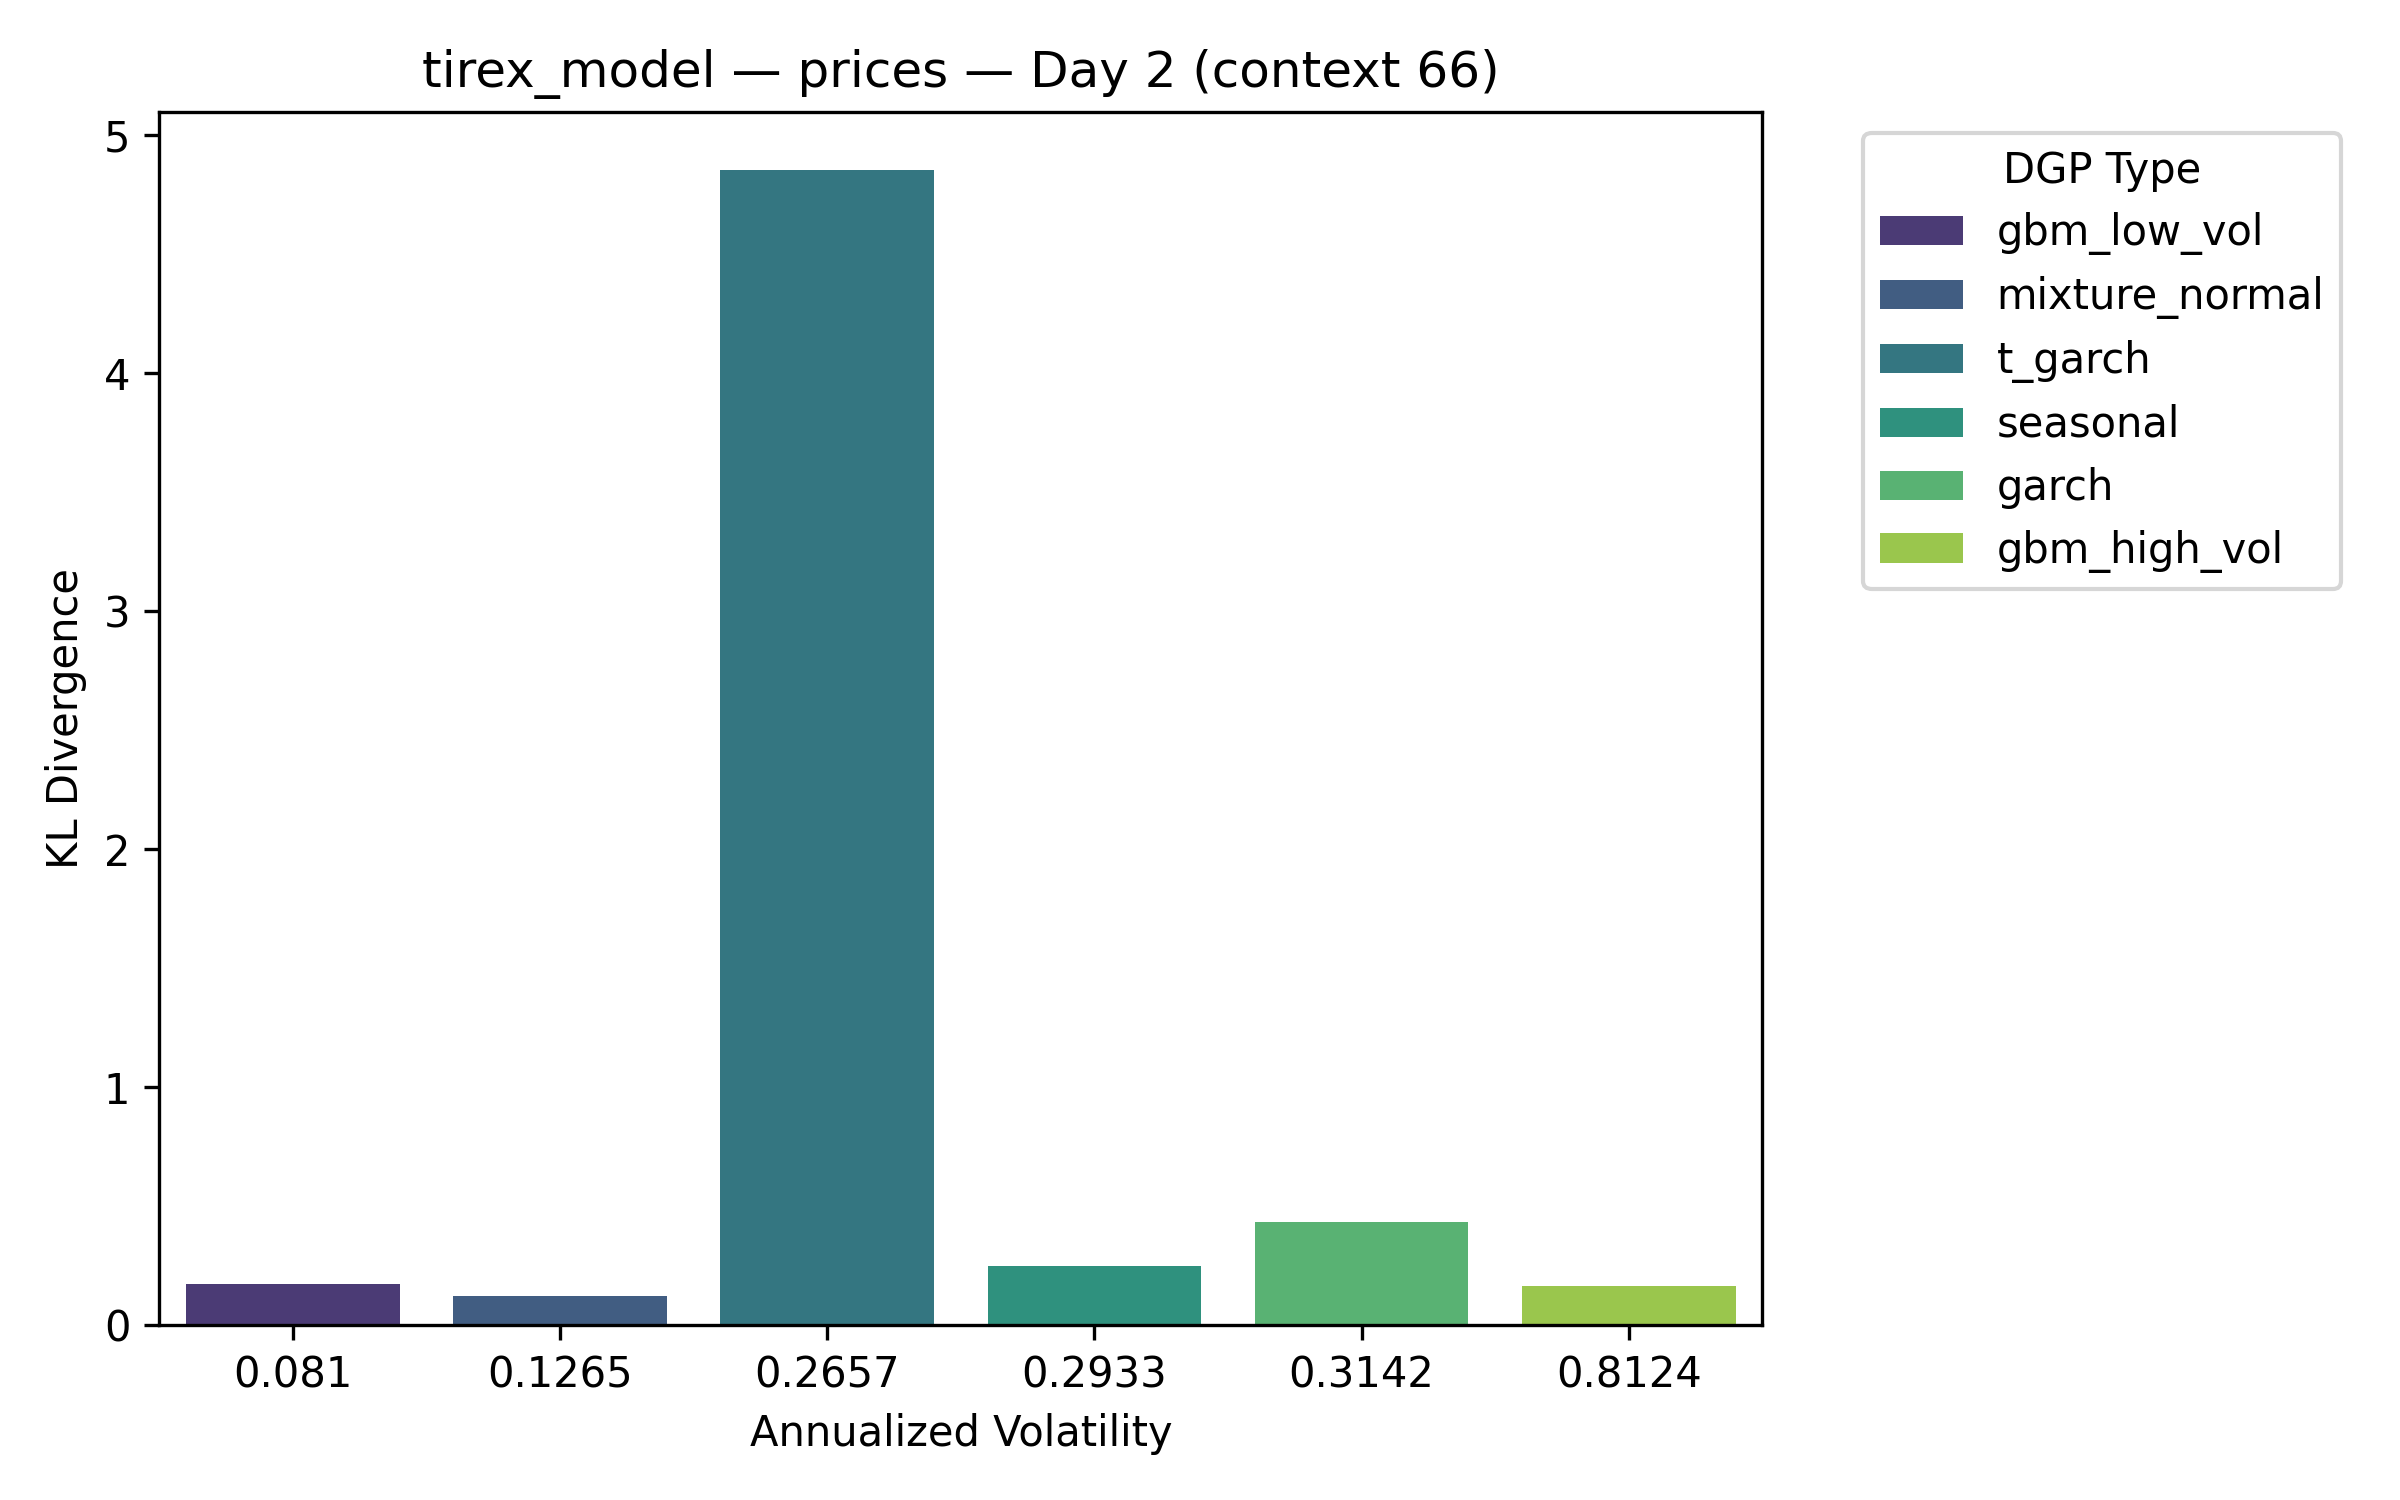 tirex_model — prices — Day 2 (context 66)
KL Divergence
5
4
3
2
1
0
0.081 0.1265 0.2657 0.2933 0.3142 0.8124
Annualized Volatility
DGP Type
gbm_low_vol
mixture_normal
t_garch
seasonal
garch
gbm_high_vol